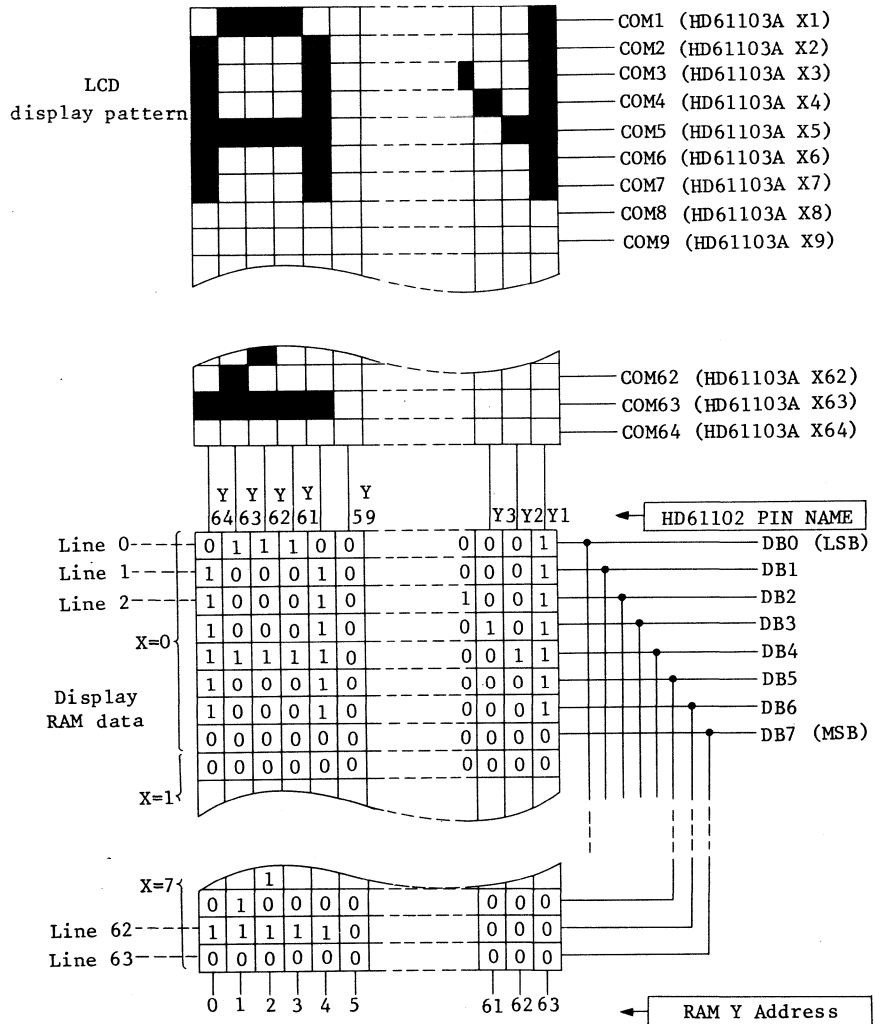 COM1 (HD61103A X1)
COM2 (HD61103A X2)
COM3 (HD61103A X3)
COM4 (HD61103A X4)
COM5 (HD61103A X5)
COM6 (HD61103A X6)
COM7 (HD61103A X7)
COM8 (HD61103A X8)
COM9 (HD61103A X9)
LCD
display pattern
COM62 (HD61103A X62)
COM63 (HD61103A X63)
COM64 (HD61103A X64)
Y64 Y63 Y62 Y61 Y59 Y3 Y2 Y1
HD61102 PIN NAME
Line 0 0 1 1 1 0 0 0 0 0 1 DB0 (LSB)
Line 1 1 0 0 0 1 0 0 0 0 1 DB1
Line 2 1 0 0 0 1 0 1 0 0 1 DB2
X=0 1 0 0 0 1 0 0 1 0 1 DB3
1 1 1 1 1 0 0 0 1 1 DB4
1 0 0 0 1 0 0 0 0 1 DB5
1 0 0 0 1 0 0 0 0 1 DB6
0 0 0 0 0 0 0 0 0 0 DB7 (MSB)
0 0 0 0 0 0 0 0 0 0
Display
RAM data
X=1
X=7 1
0 1 0 0 0 0 0 0 0
Line 62 1 1 1 1 1 0 0 0 0
Line 63 0 0 0 0 0 0 0 0 0
0 1 2 3 4 5 61 62 63
RAM Y Address